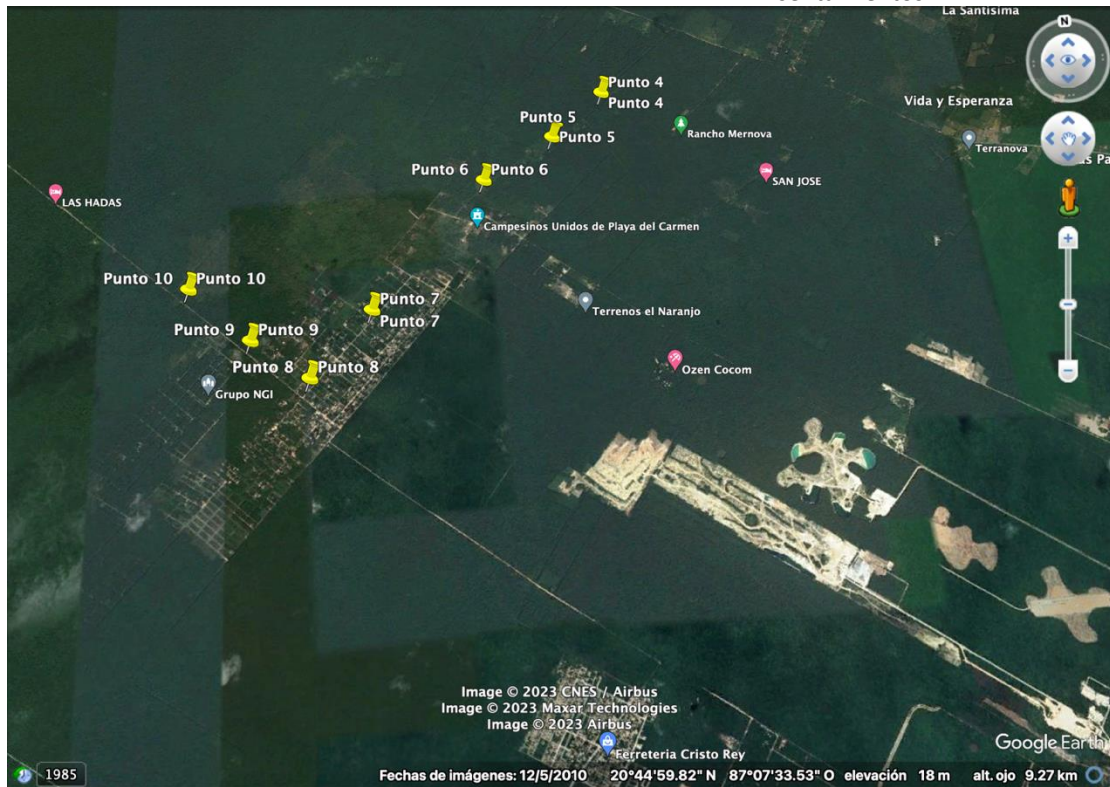 La Santisima
N
Punto 4
Punto 4
Vida y Esperanza
Punto 5
Punto 5
Rancho Mernova
Terranova
as Pa
Punto 6 Punto 6
SAN JOSE
LAS HADAS
Campesinos Unidos de Playa del Carmen
Punto 10 Punto 10
Punto 7
Terrenos el Naranjo
Punto 7
Punto 9 Punto 9
Punto 8 Punto 8
Ozen Cocom
Grupo NGI
Image © 2023 CNES / Airbus
Image © 2023 Maxar Technologies
Image © 2023 Airbus
Google Earth
Ferreteria Cristo Rey
1985
Fechas de imágenes: 12/5/2010 20°44'59.82" N 87°07'33.53" O elevación 18 m alt. ojo 9.27 km